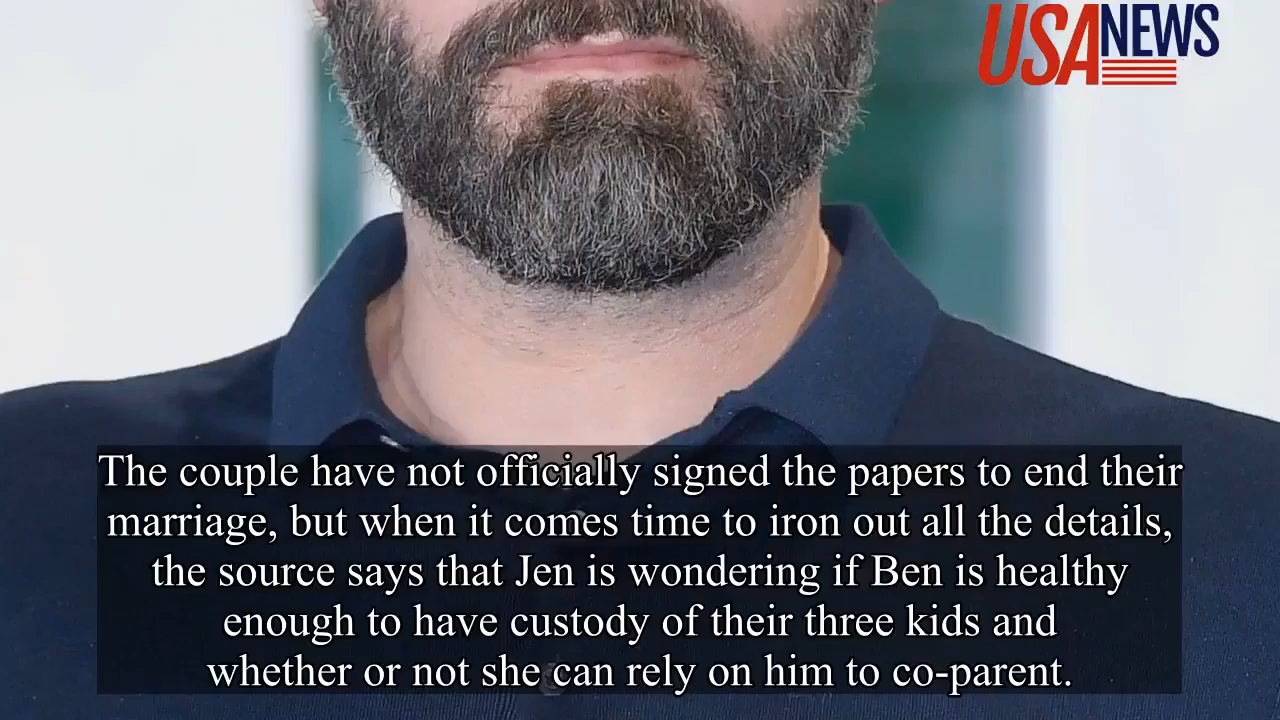 USANEWS
The couple have not officially signed the papers to end their
marriage, but when it comes time to iron out all the details,
the source says that Jen is wondering if Ben is healthy
enough to have custody of their three kids and
whether or not she can rely on him to co-parent.